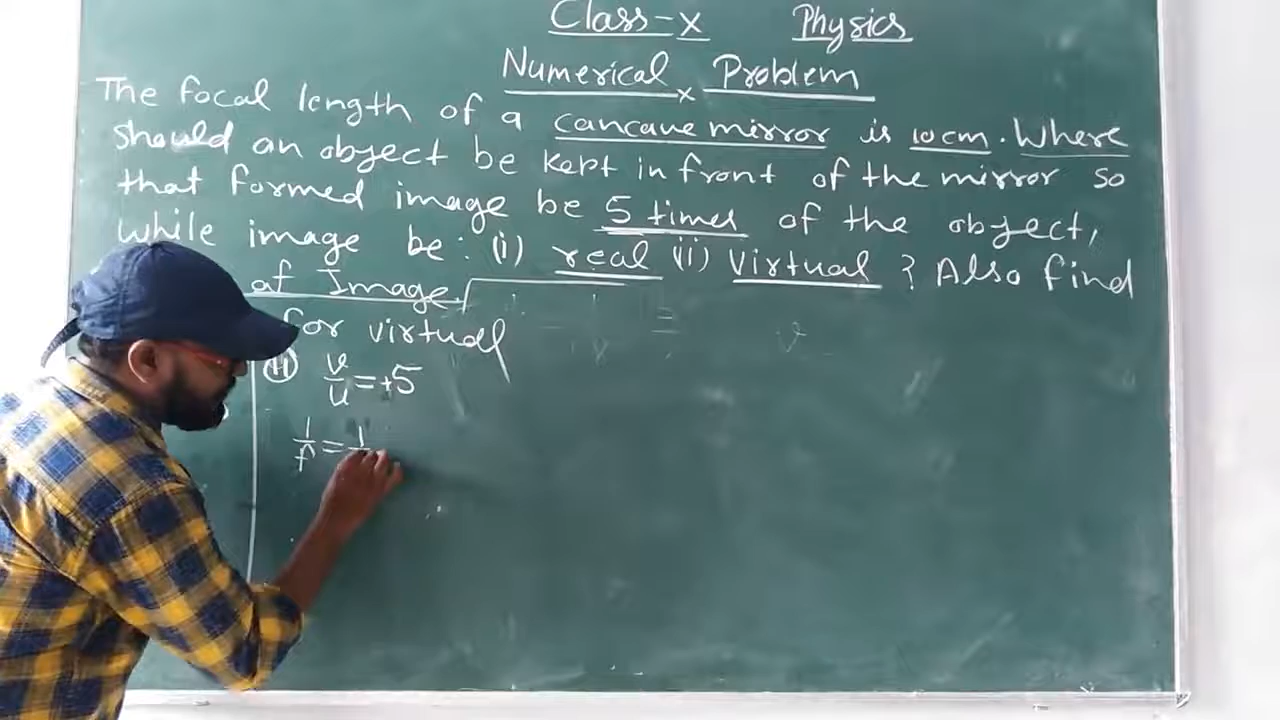 Class-X Physics
Numerical Problem
x
The focal length of a cancave mirror is 10cm. Where
should an object be kept in front of the mirror so
that formed image be 5 times of the object,
while image be: (i) real (ii) virtual ? Also find
of Image.
for virtual
(ii) v/u = +5
1/f = 1